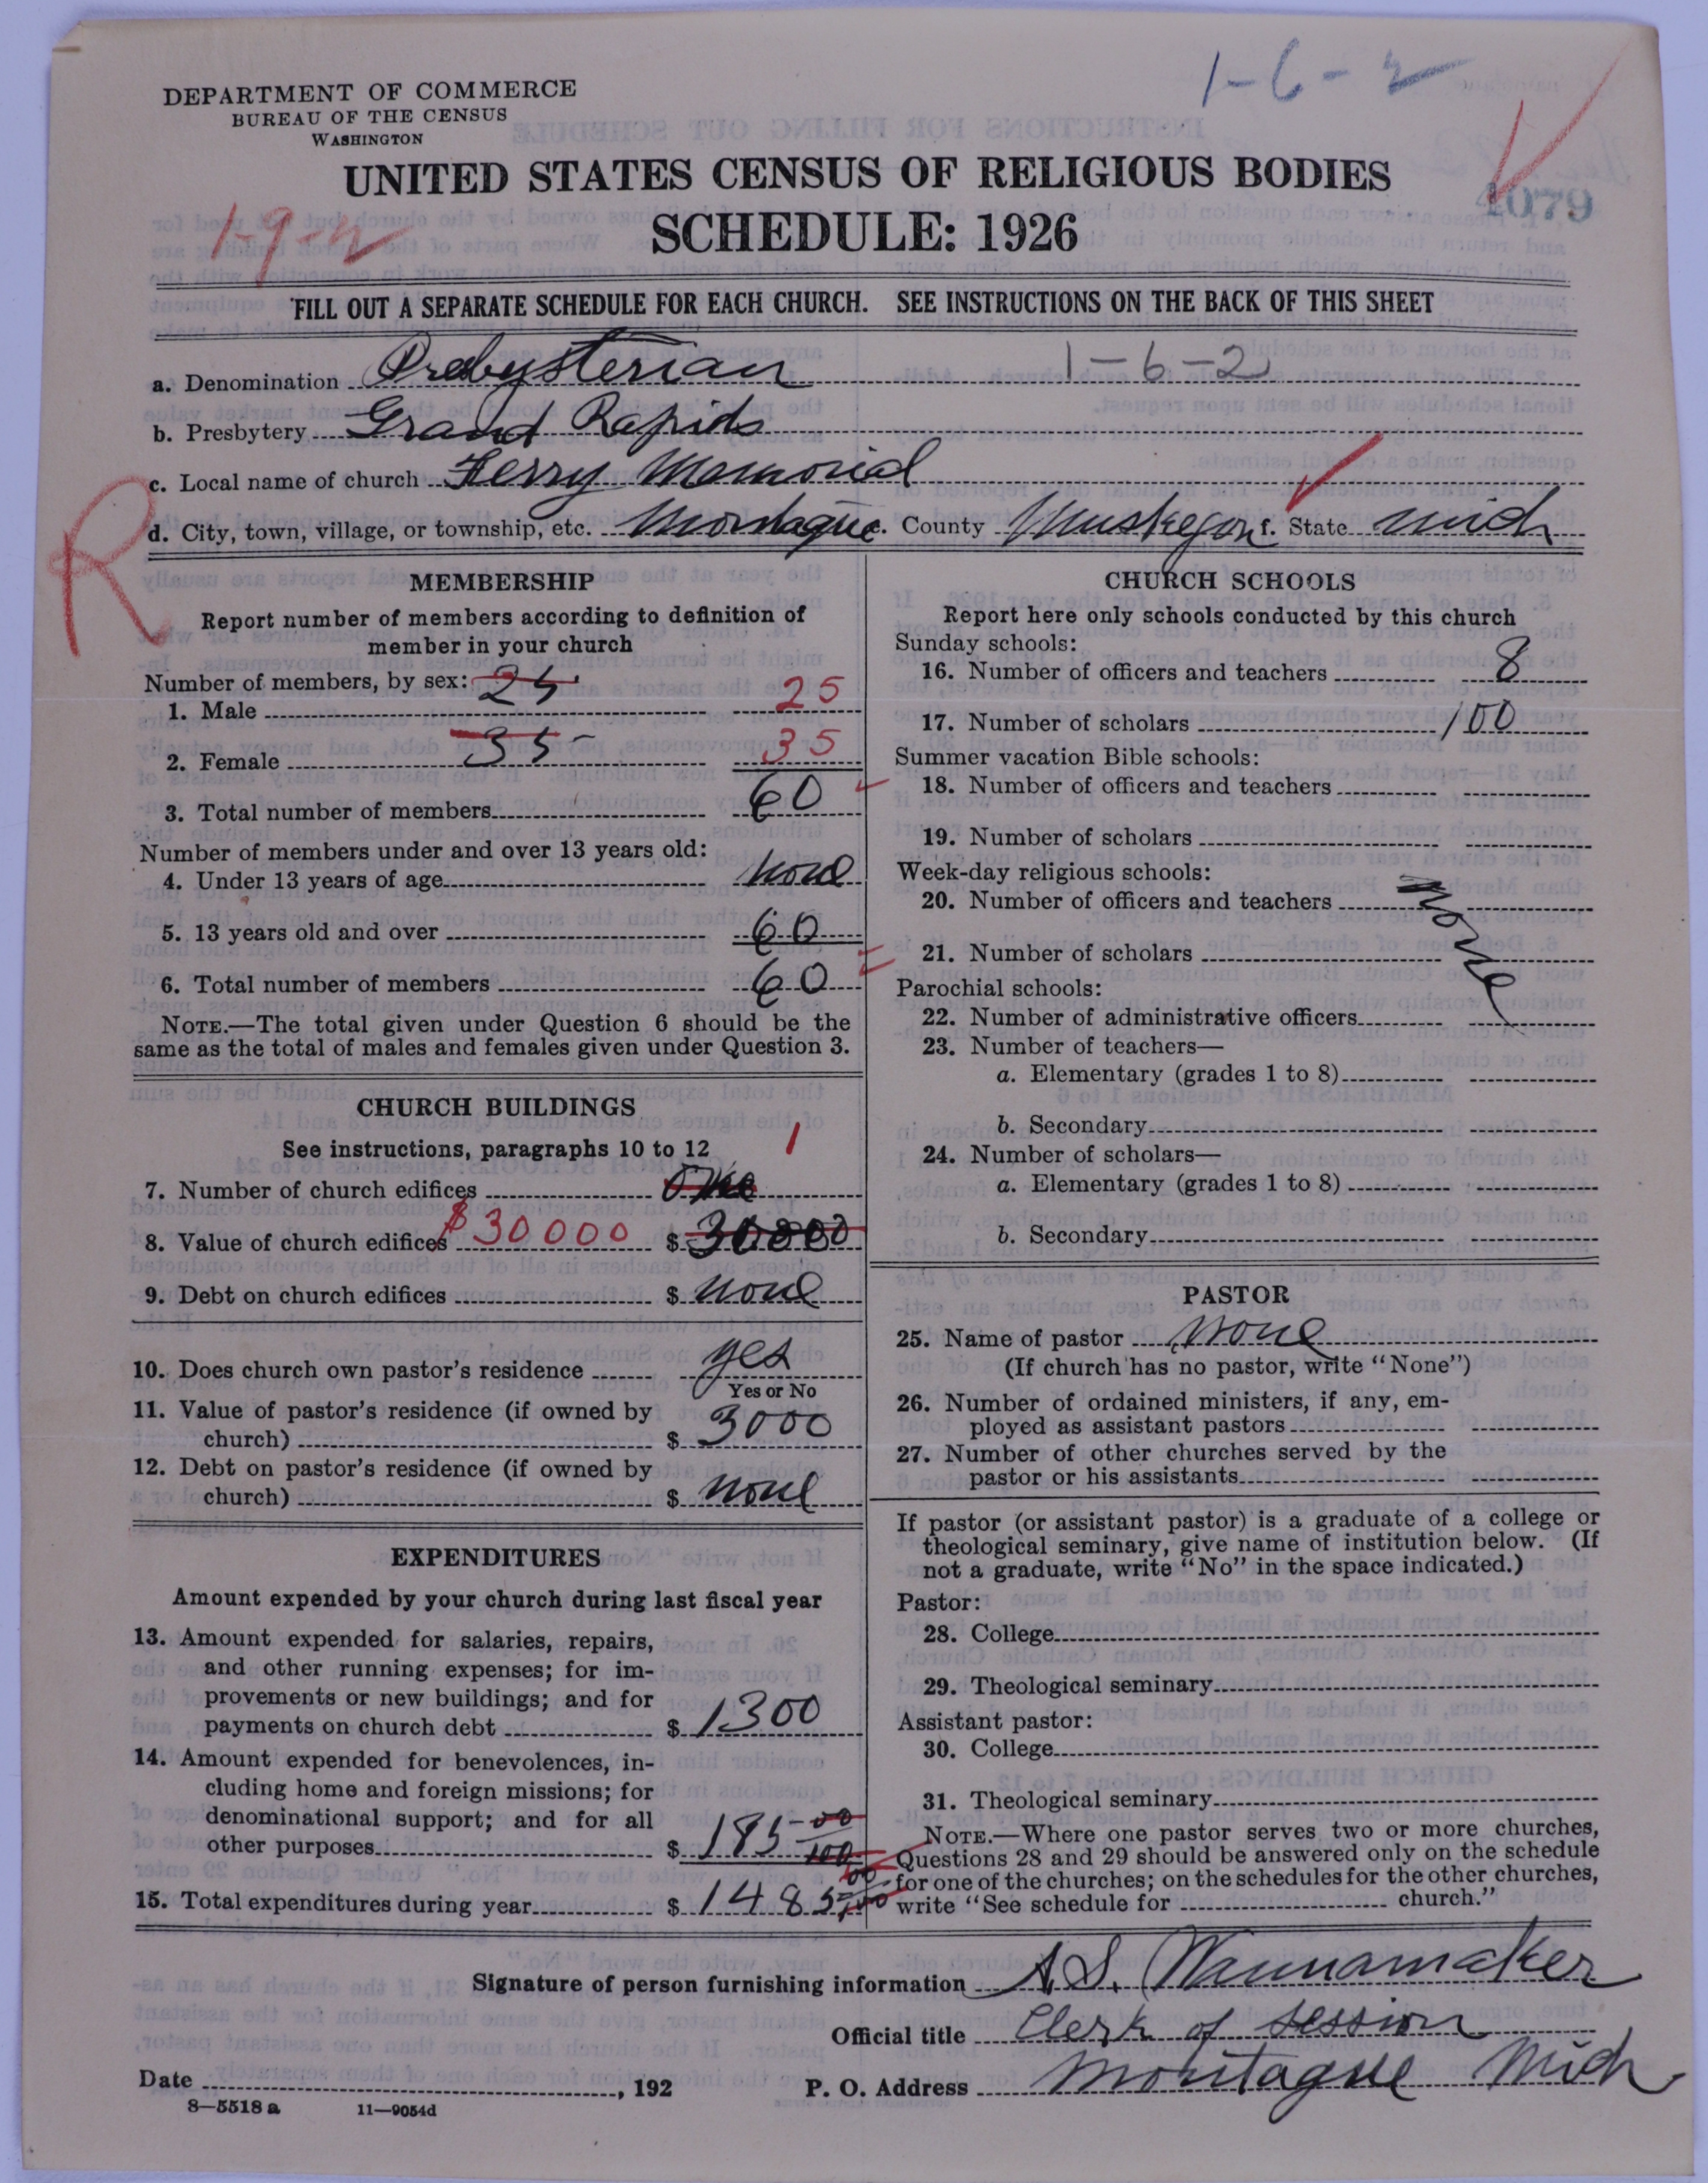 1-6-2
DEPARTMENT OF COMMERCE
BUREAU OF THE CENSUS
WASHINGTON
UNITED STATES CENSUS OF RELIGIOUS BODIES
4079
1-9-2
SCHEDULE: 1926
FILL OUT A SEPARATE SCHEDULE FOR EACH CHURCH. SEE INSTRUCTIONS ON THE BACK OF THIS SHEET
a. Denomination Presbyterian 1-6-2
b. Presbytery Grand Rapids
c. Local name of church Ferry Memorial
R
d. City, town, village, or township, etc. Montague e. County Muskegon f. State Mich
MEMBERSHIP
Report number of members according to definition of
member in your church
Number of members, by sex: 25
1. Male 25
2. Female 35 35
3. Total number of members 60
Number of members under and over 13 years old:
4. Under 13 years of age none
5. 13 years old and over 60
6. Total number of members 60
NOTE.—The total given under Question 6 should be the
same as the total of males and females given under Question 3.
CHURCH BUILDINGS
See instructions, paragraphs 10 to 12 1
7. Number of church edifices One
8. Value of church edifices $30000 $ 30000
9. Debt on church edifices $ none
10. Does church own pastor's residence yes
Yes or No
11. Value of pastor's residence (if owned by
church) $ 3000
12. Debt on pastor's residence (if owned by
church) $ none
EXPENDITURES
Amount expended by your church during last fiscal year
13. Amount expended for salaries, repairs,
and other running expenses; for im-
provements or new buildings; and for
payments on church debt $ 1300
14. Amount expended for benevolences, in-
cluding home and foreign missions; for
denominational support; and for all
other purposes $ 185 00/100
15. Total expenditures during year $ 1485 00/100
CHURCH SCHOOLS
Report here only schools conducted by this church
Sunday schools:
16. Number of officers and teachers 8
17. Number of scholars 100
Summer vacation Bible schools:
18. Number of officers and teachers
19. Number of scholars
Week-day religious schools:
20. Number of officers and teachers
none
21. Number of scholars
Parochial schools:
22. Number of administrative officers
23. Number of teachers—
a. Elementary (grades 1 to 8)
b. Secondary
24. Number of scholars—
a. Elementary (grades 1 to 8)
b. Secondary
PASTOR
25. Name of pastor None
(If church has no pastor, write "None")
26. Number of ordained ministers, if any, em-
ployed as assistant pastors
27. Number of other churches served by the
pastor or his assistants
If pastor (or assistant pastor) is a graduate of a college or
theological seminary, give name of institution below. (If
not a graduate, write "No" in the space indicated.)
Pastor:
28. College
29. Theological seminary
Assistant pastor:
30. College
31. Theological seminary
NOTE.—Where one pastor serves two or more churches,
Questions 28 and 29 should be answered only on the schedule
for one of the churches; on the schedules for the other churches,
write "See schedule for church."
Signature of person furnishing information A. S. Wannamaker
Official title Clerk of session
Date , 192 P. O. Address Montague Mich
8—5518 a 11—9054d